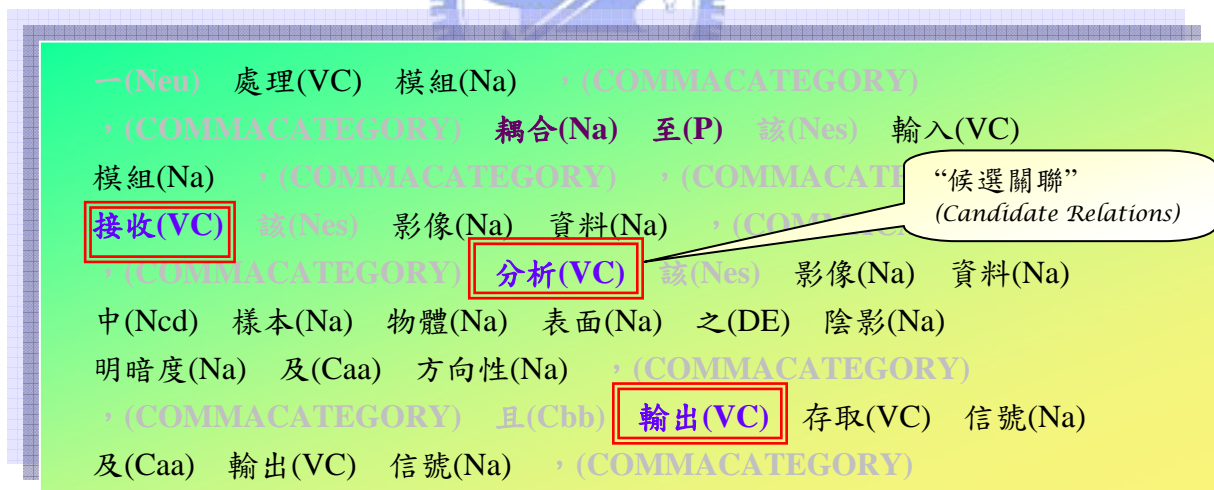 一(Neu) 處理(VC) 模組(Na) ，(COMMACATEGORY)
，(COMMACATEGORY) 耦合(Na) 至(P) 該(Nes) 輸入(VC)
模組(Na) ，(COMMACATEGORY) ，(COMMACATE
“候選關聯”
(Candidate Relations)
接收(VC) 該(Nes) 影像(Na) 資料(Na) ，(COMMA
，(COMMACATEGORY) 分析(VC) 該(Nes) 影像(Na) 資料(Na)
中(Ncd) 樣本(Na) 物體(Na) 表面(Na) 之(DE) 陰影(Na)
明暗度(Na) 及(Caa) 方向性(Na) ，(COMMACATEGORY)
，(COMMACATEGORY) 且(Cbb) 輸出(VC) 存取(VC) 信號(Na)
及(Caa) 輸出(VC) 信號(Na) ，(COMMACATEGORY)